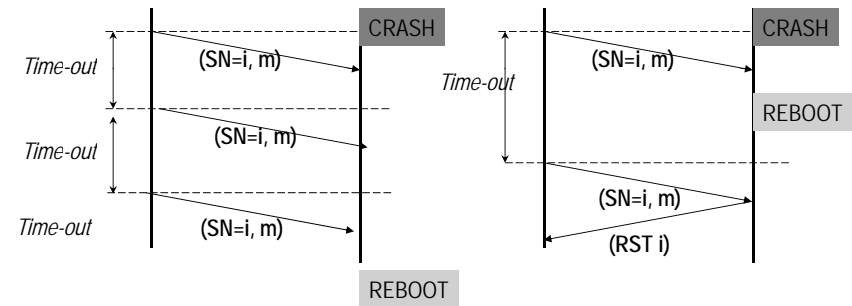 CRASH
(SN=i, m)
Time-out
(SN=i, m)
Time-out
(SN=i, m)
Time-out
REBOOT
CRASH
(SN=i, m)
Time-out
REBOOT
(SN=i, m)
(RST i)